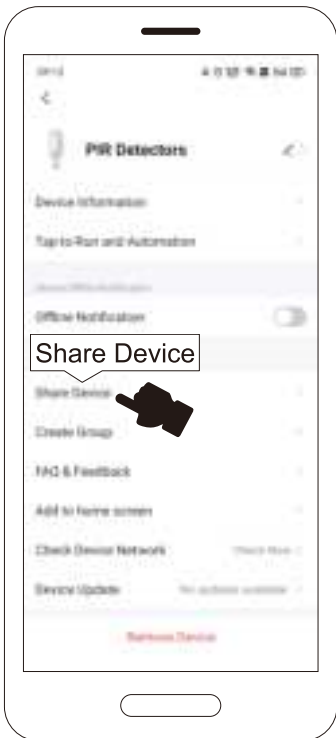 PIR Detectors
Device Information
Tap to Run and Automation
Offline Notification
Share Device
Share Device
Create Group
FAQ & Feedback
Add to home screen
Check Device Network
Check Now
Device Update
No updates available
Remove Device